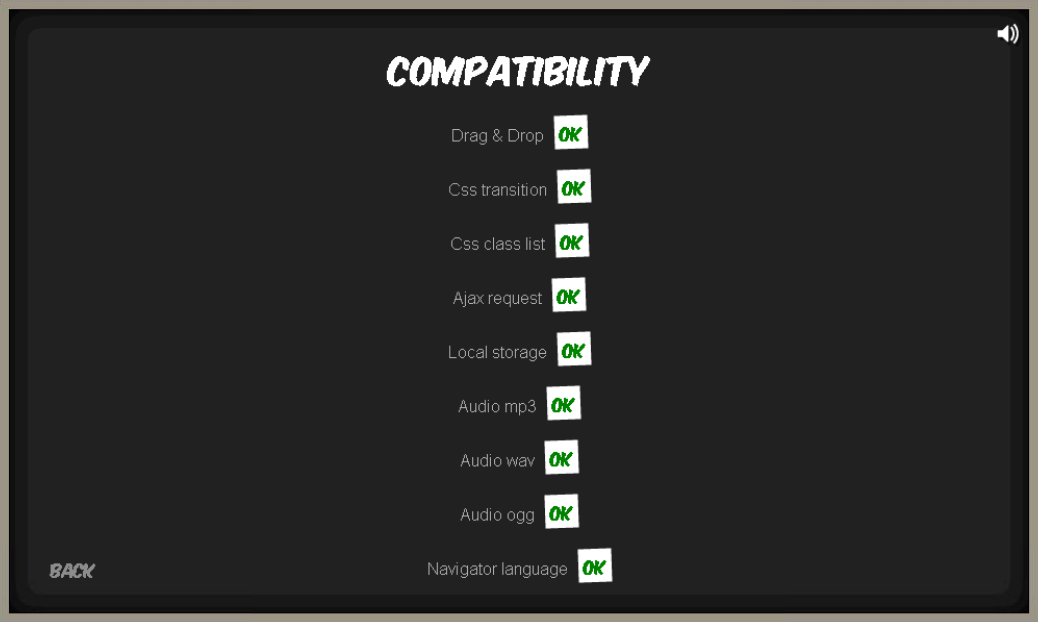 COMPATIBILITY
Drag & Drop OK
Css transition OK
Css class list OK
Ajax request OK
Local storage OK
Audio mp3 OK
Audio wav OK
Audio ogg OK
Navigator language OK
BACK